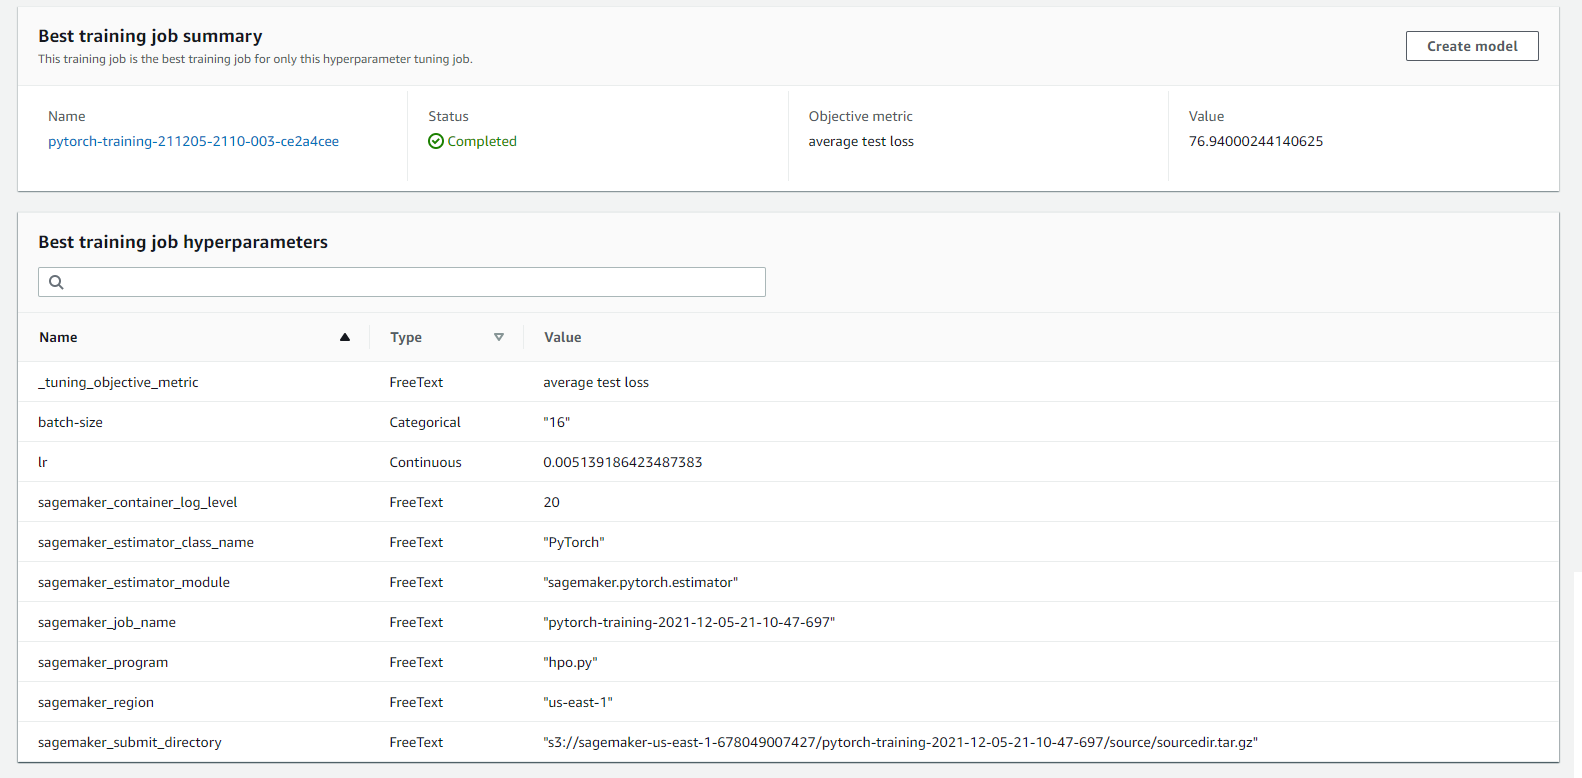 Best training job summary
This training job is the best training job for only this hyperparameter tuning job.
Create model
Name
pytorch-training-211205-2110-003-ce2a4cee
Status
Completed
Objective metric
average test loss
Value
76.94000244140625
Best training job hyperparameters
Name Type Value
_tuning_objective_metric FreeText average test loss
batch-size Categorical "16"
lr Continuous 0.005139186423487383
sagemaker_container_log_level FreeText 20
sagemaker_estimator_class_name FreeText "PyTorch"
sagemaker_estimator_module FreeText "sagemaker.pytorch.estimator"
sagemaker_job_name FreeText "pytorch-training-2021-12-05-21-10-47-697"
sagemaker_program FreeText "hpo.py"
sagemaker_region FreeText "us-east-1"
sagemaker_submit_directory FreeText "s3://sagemaker-us-east-1-678049007427/pytorch-training-2021-12-05-21-10-47-697/source/sourcedir.tar.gz"